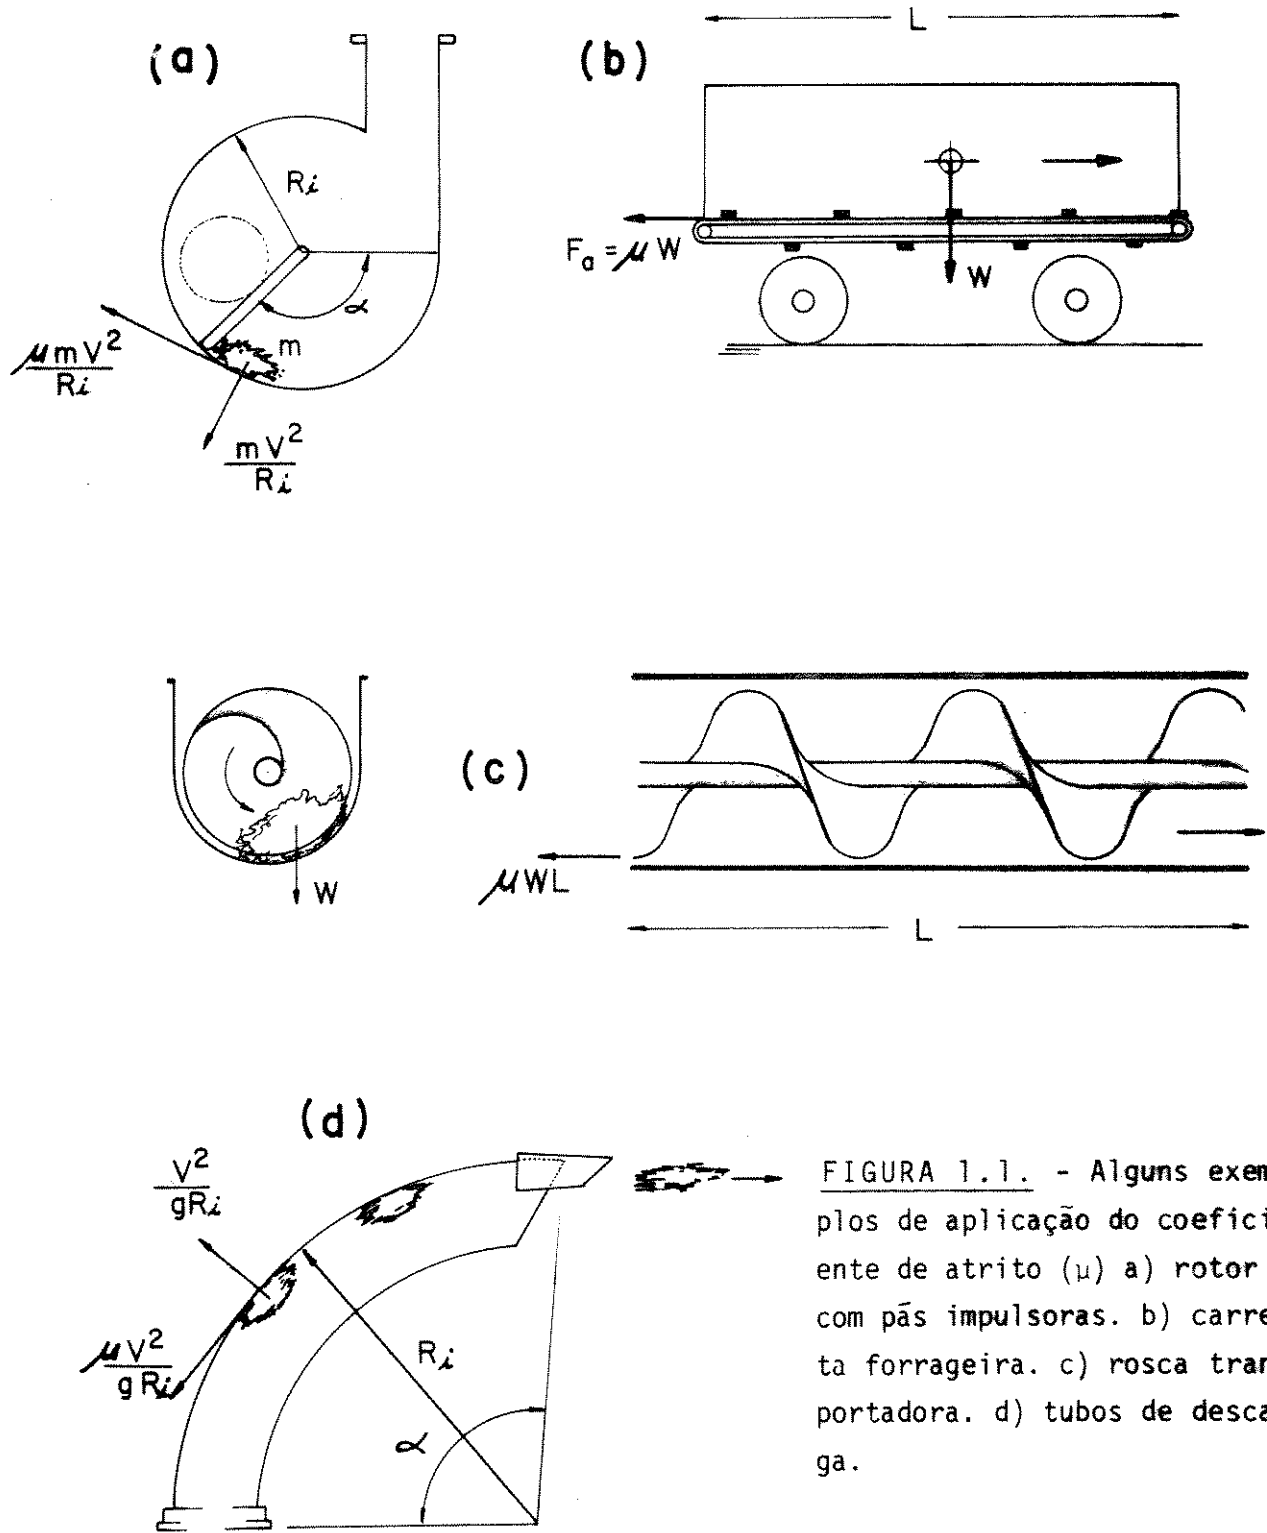 (a)
(b)
L
Ri
α
m
μmV²
Ri
mV²
Ri
Fa = μ W
W
(c)
W
μWL
L
(d)
V²
gRi
μV²
gRi
Ri
α
FIGURA 1.1. - Alguns exem
plos de aplicação do coefici
ente de atrito (μ) a) rotor
com pás impulsoras. b) carre
ta forrageira. c) rosca tran
portadora. d) tubos de desca
ga.